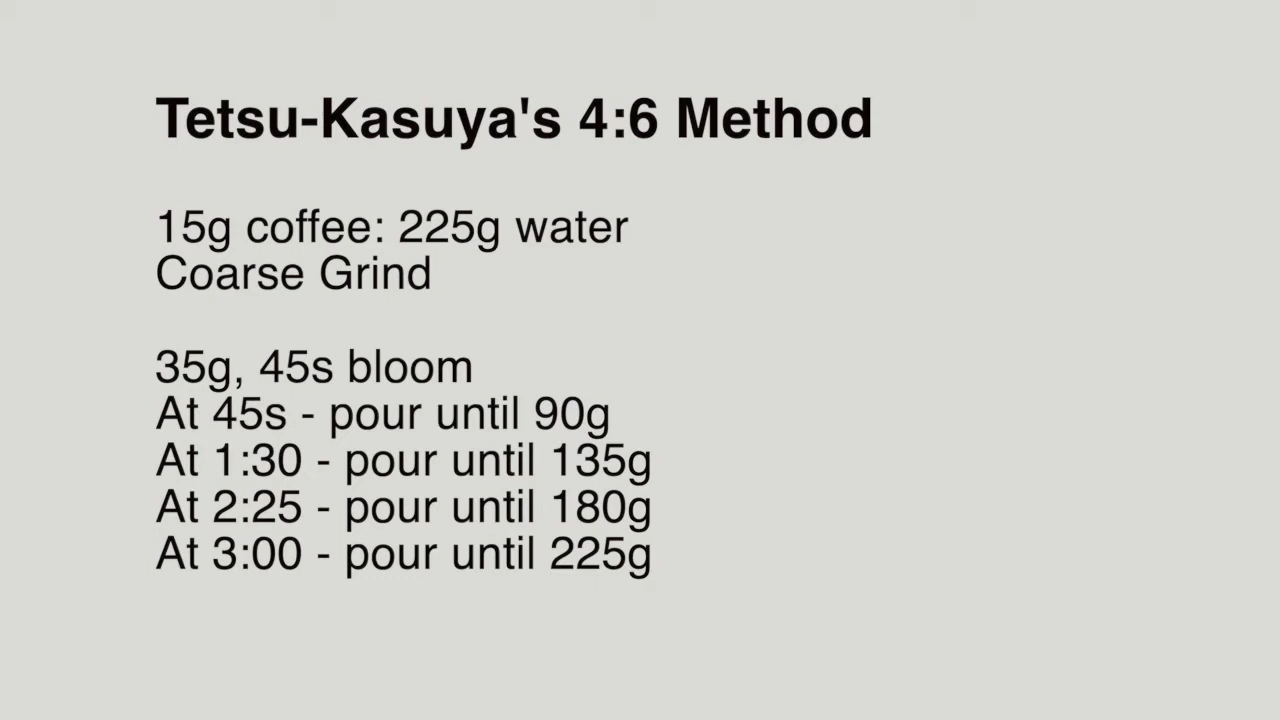 Tetsu-Kasuya's 4:6 Method
15g coffee: 225g water
Coarse Grind
35g, 45s bloom
At 45s - pour until 90g
At 1:30 - pour until 135g
At 2:25 - pour until 180g
At 3:00 - pour until 225g